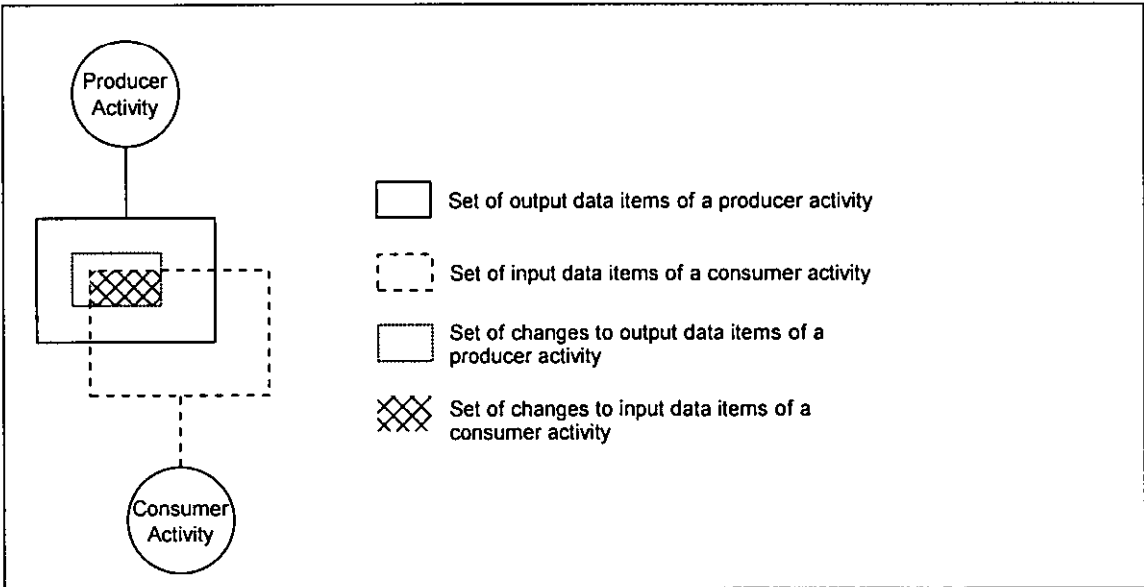 Producer
Activity
Set of output data items of a producer activity
Set of input data items of a consumer activity
Set of changes to output data items of a
producer activity
Set of changes to input data items of a
consumer activity
Consumer
Activity